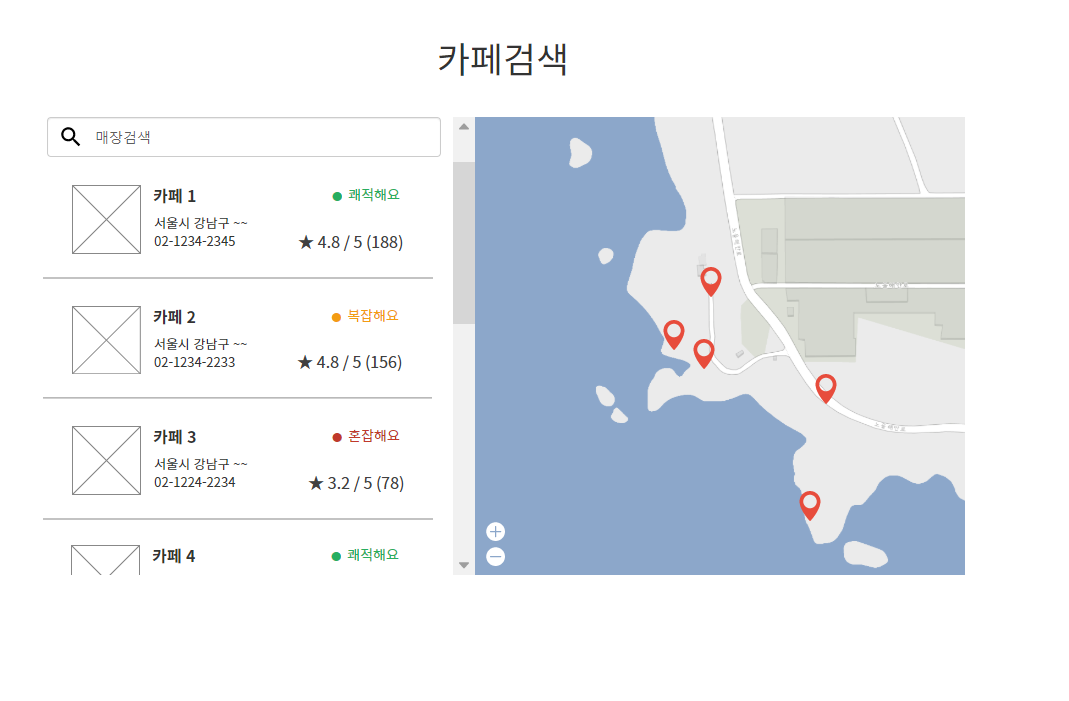 카페검색
매장검색
카페 1
쾌적해요
서울시 강남구 ~~
02-1234-2345
★ 4.8 / 5 (188)
카페 2
복잡해요
서울시 강남구 ~~
02-1234-2233
★ 4.8 / 5 (156)
카페 3
혼잡해요
서울시 강남구 ~~
02-1224-2234
★ 3.2 / 5 (78)
카페 4
쾌적해요